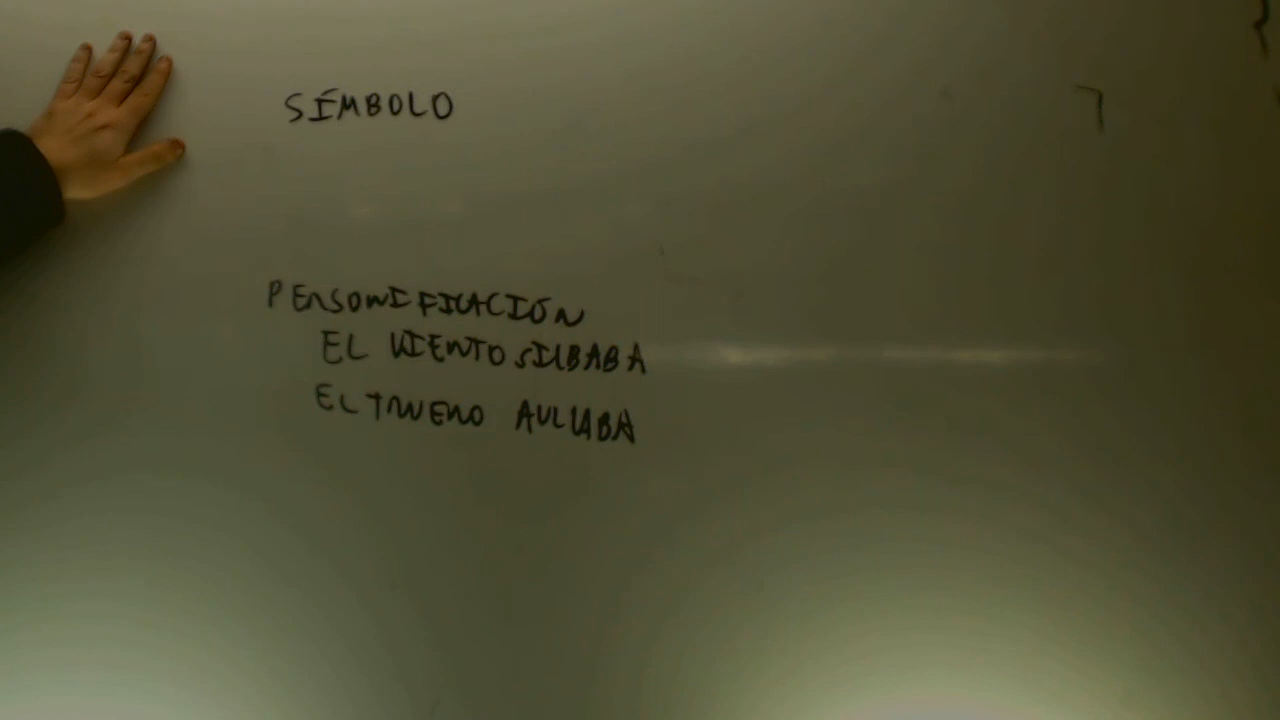 SÍMBOLO
PERSONIFICACIÓN
EL VIENTO SILBABA
EL TRUENO AULLABA